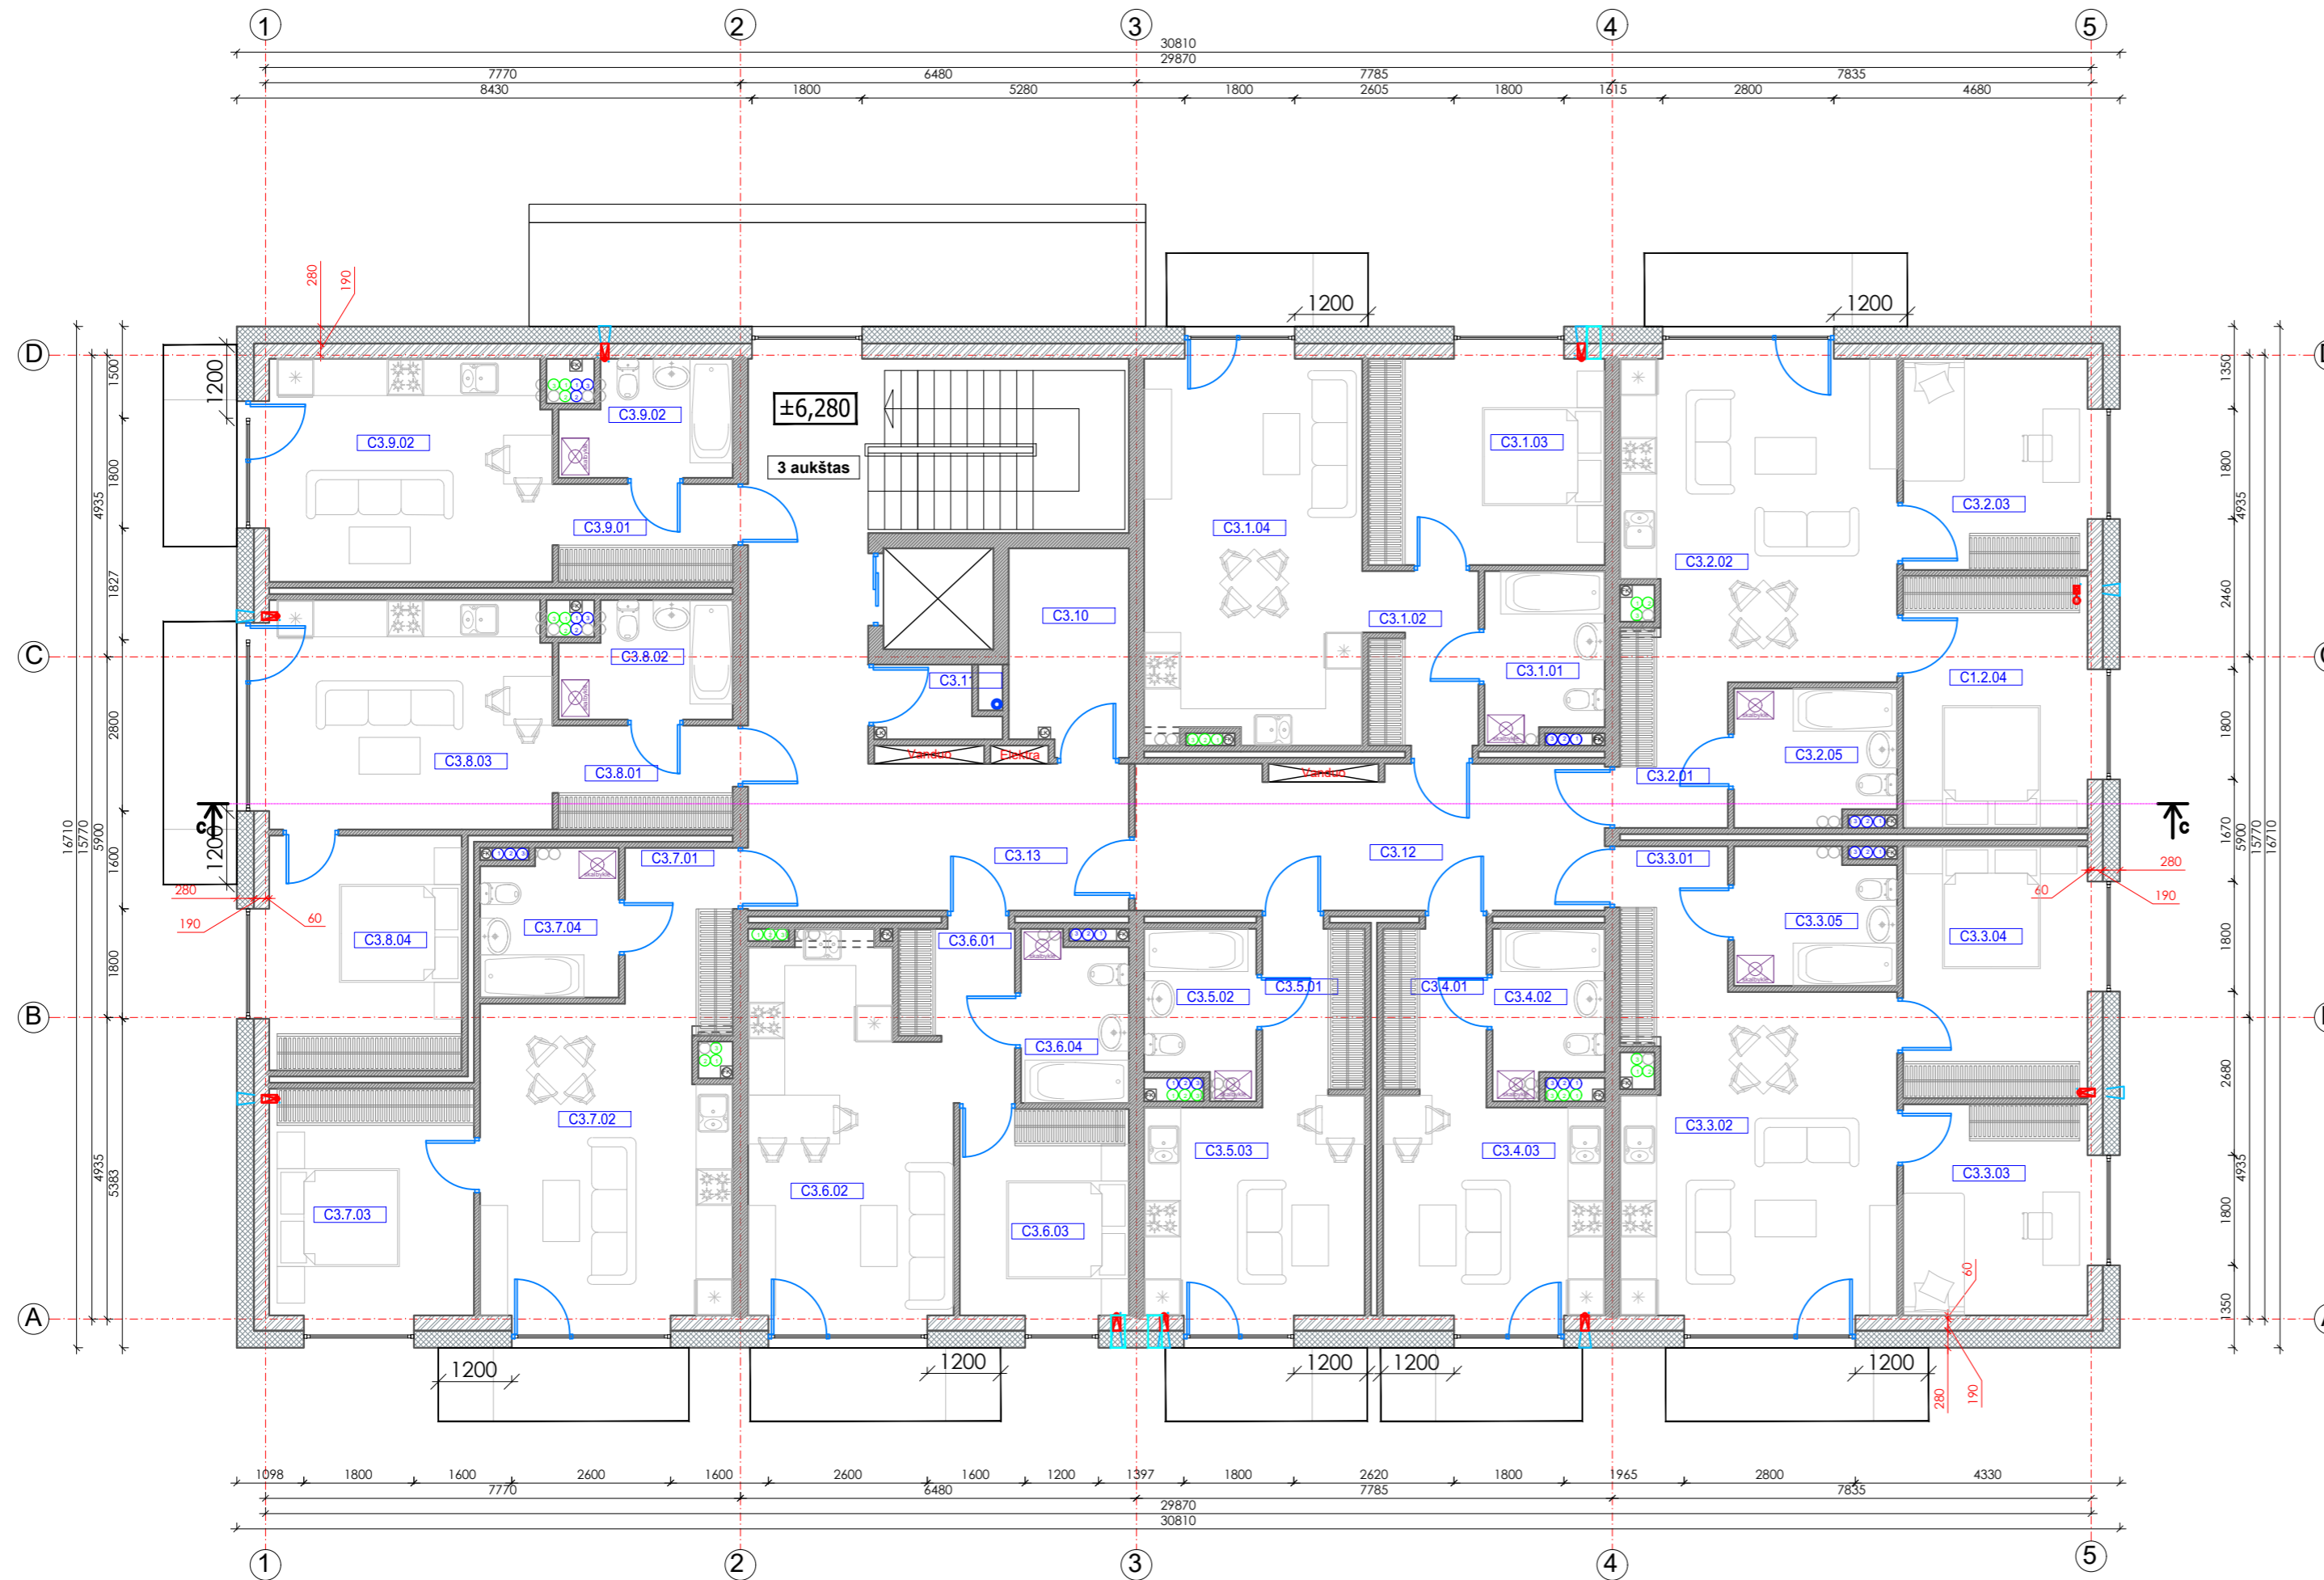 1 2 3 4 5
30810
29870
7770 6480 7785 7835
8430 1800 5280 1800 2605 1800 1615 2800 4680
280 190
1200 1200
D
1500 1200 1350
±6,280
3 aukštas
C3.9.02 C3.9.02 C3.1.03
4935 1800 1800 4935
C3.9.01 C3.1.04 C3.2.03
C3.2.02
1827 2460
C3.10 C3.1.02
C
C3.8.02 C3.1.01 C1.2.04
C3.11
2800 1800
C3.8.03 C3.8.01 Vanduo Elektra Vanduo C3.2.01 C3.2.05
c c
16710 15770 5900 1600 1200 1670 5900 15770 16710
C3.7.01 C3.13 C3.12 C3.3.01
280 190 60 60 280 190
C3.8.04 C3.7.04 C3.6.01 C3.3.05 C3.3.04
1800 1800
C3.5.02 C3.5.01 C3.4.01 C3.4.02
B
C3.6.04
2680
C3.7.02 C3.3.02
C3.5.03 C3.4.03
4935 5383 4935
C3.6.02 C3.3.03
C3.7.03 C3.6.03 1800
60
A
1350
1200 1200 1200 1200 1200
280 190
1098 1800 1600 2600 1600 2600 1600 1200 1397 1800 2620 1800 1965 2800 4330
7770 6480 7785 7835
29870
30810
1 2 3 4 5